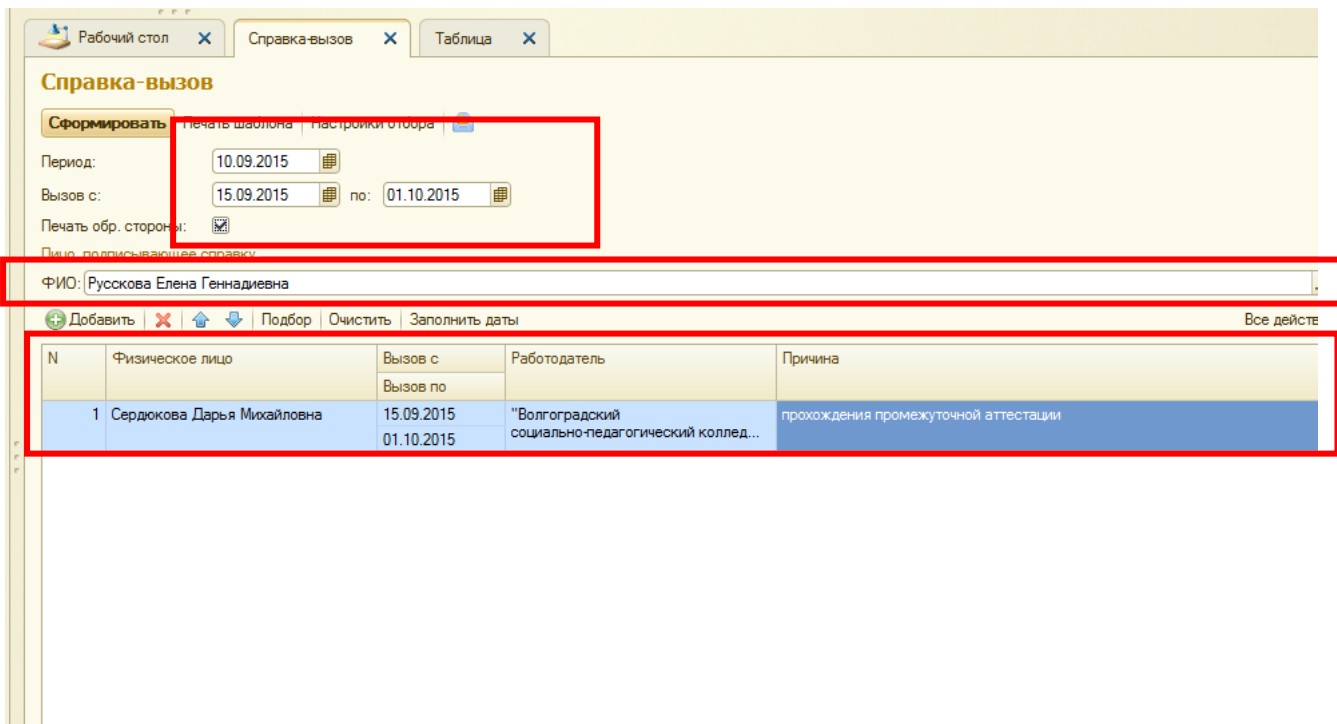 Рабочий стол Справка-вызов Таблица
Справка-вызов
Сформировать Печать шаблона Настройки отбора
Период: 10.09.2015
Вызов с: 15.09.2015 по: 01.10.2015
Печать обр. стороны:
Лицо, подписывающее справку
ФИО: Русскова Елена Геннадиевна
Добавить Подбор Очистить Заполнить даты Все действ
N Физическое лицо Вызов с Работодатель Причина
Вызов по
1 Сердюкова Дарья Михайловна 15.09.2015 "Волгоградский прохождения промежуточной аттестации
01.10.2015 социально-педагогический коллед...